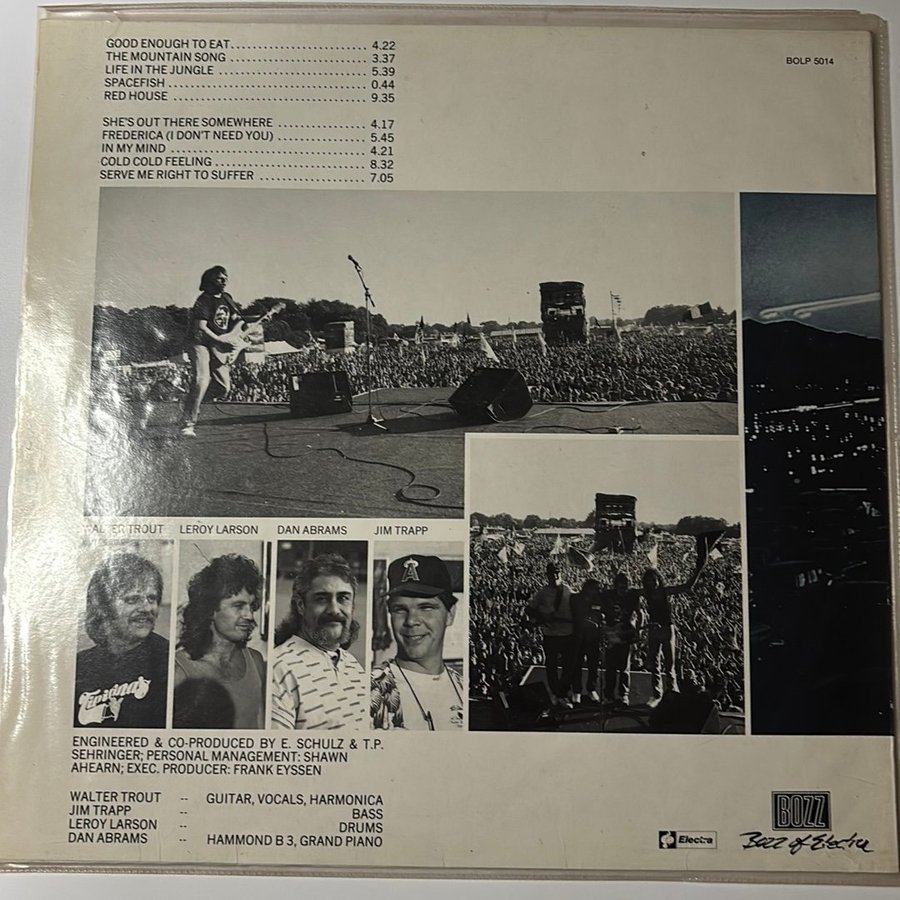 GOOD ENOUGH TO EAT........................ 4.22
THE MOUNTAIN SONG ........................ 3.37
LIFE IN THE JUNGLE .......................... 5.39
SPACEFISH .................................... 0.44
RED HOUSE ................................... 9.35
BOLP 5014
SHE'S OUT THERE SOMEWHERE ............... 4.17
FREDERICA (I DON'T NEED YOU) .............. 5.45
IN MY MIND .................................. 4.21
COLD COLD FEELING .......................... 8.32
SERVE ME RIGHT TO SUFFER .................. 7.05
WALTER TROUT LEROY LARSON DAN ABRAMS JIM TRAPP
A
ENGINEERED & CO-PRODUCED BY E. SCHULZ & T.P.
SEHRINGER; PERSONAL MANAGEMENT: SHAWN
AHEARN; EXEC. PRODUCER: FRANK EYSSEN
WALTER TROUT -- GUITAR, VOCALS, HARMONICA
JIM TRAPP -- BASS
LEROY LARSON -- DRUMS
DAN ABRAMS -- HAMMOND B 3, GRAND PIANO
Electra
BOZZ
Bozz of Electra